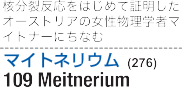 核分裂反応をはじめて証明した
オーストリアの女性物理学者マ
イトナーにちなむ
マイトネリウム (276)
109 Meitnerium